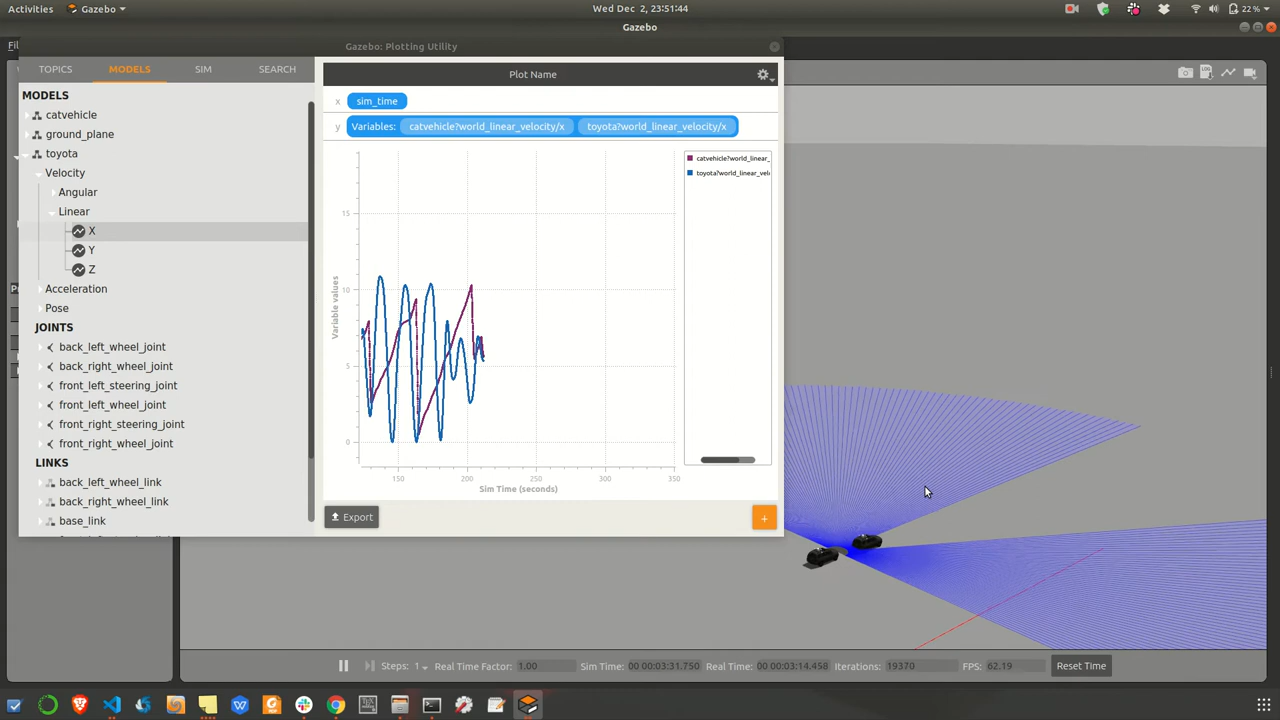 Activities Gazebo Wed Dec 2, 23:51:44 22 %
Gazebo
Gazebo: Plotting Utility
TOPICS MODELS SIM SEARCH
MODELS
catvehicle
ground_plane
toyota
Velocity
Angular
Linear
X
Y
Z
Acceleration
Pose
JOINTS
back_left_wheel_joint
back_right_wheel_joint
front_left_steering_joint
front_left_wheel_joint
front_right_steering_joint
front_right_wheel_joint
LINKS
back_left_wheel_link
back_right_wheel_link
base_link
Plot Name
x sim_time
y Variables: catvehicle?world_linear_velocity/x toyota?world_linear_velocity/x
catvehicle?world_linear_
toyota?world_linear_vel
15
10
5
0
Variable values
150 200 250 300 350
Sim Time (seconds)
Export
+
Steps: 1 Real Time Factor: 1.00 Sim Time: 00 00:03:31.750 Real Time: 00 00:03:14.458 Iterations: 19370 FPS: 62.19 Reset Time